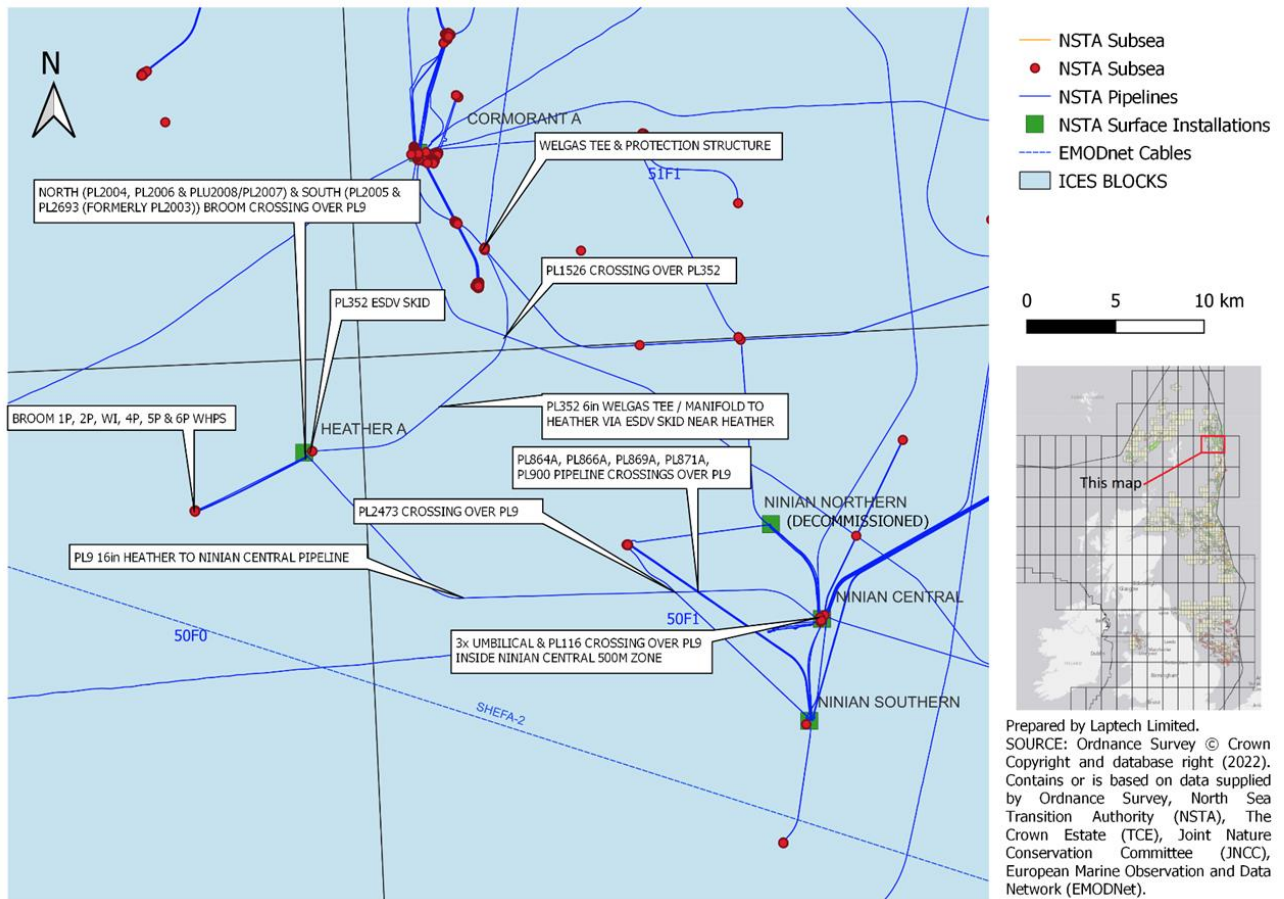 N
CORMORANT A
WELGAS TEE & PROTECTION STRUCTURE
51F1
NORTH (PL2004, PL2006 & PLU2008/PL2007) & SOUTH (PL2005 &
PL2693 (FORMERLY PL2003)) BROOM CROSSING OVER PL9
PL1526 CROSSING OVER PL352
PL352 ESDV SKID
BROOM 1P, 2P, WI, 4P, 5P & 6P WHPS
HEATHER A
PL352 6in WELGAS TEE / MANIFOLD TO
HEATHER VIA ESDV SKID NEAR HEATHER
PL864A, PL866A, PL869A, PL871A,
PL900 PIPELINE CROSSINGS OVER PL9
NINIAN NORTHERN
(DECOMMISSIONED)
PL2473 CROSSING OVER PL9
PL9 16in HEATHER TO NINIAN CENTRAL PIPELINE
NINIAN CENTRAL
50F0
50F1
3x UMBILICAL & PL116 CROSSING OVER PL9
INSIDE NINIAN CENTRAL 500M ZONE
NINIAN SOUTHERN
SHEFA-2
NSTA Subsea
NSTA Subsea
NSTA Pipelines
NSTA Surface Installations
EMODnet Cables
ICES BLOCKS
0 5 10 km
This map
Prepared by Laptech Limited.
SOURCE: Ordnance Survey © Crown
Copyright and database right (2022).
Contains or is based on data supplied
by Ordnance Survey, North Sea
Transition Authority (NSTA), The
Crown Estate (TCE), Joint Nature
Conservation Committee (JNCC),
European Marine Observation and Data
Network (EMODNet).